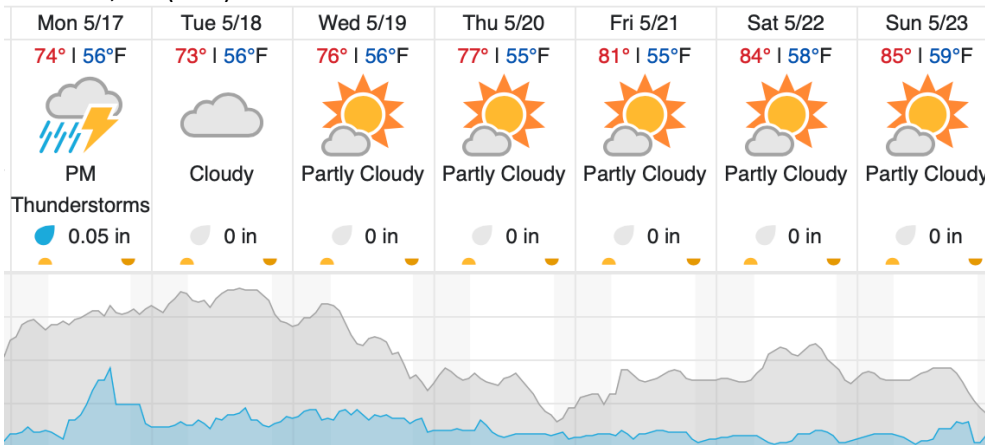 Mon 5/17 Tue 5/18 Wed 5/19 Thu 5/20 Fri 5/21 Sat 5/22 Sun 5/23
74° | 56°F 73° | 56°F 76° | 56°F 77° | 55°F 81° | 55°F 84° | 58°F 85° | 59°F
PM Cloudy Partly Cloudy Partly Cloudy Partly Cloudy Partly Cloudy Partly Cloudy
Thunderstorms
0.05 in 0 in 0 in 0 in 0 in 0 in 0 in